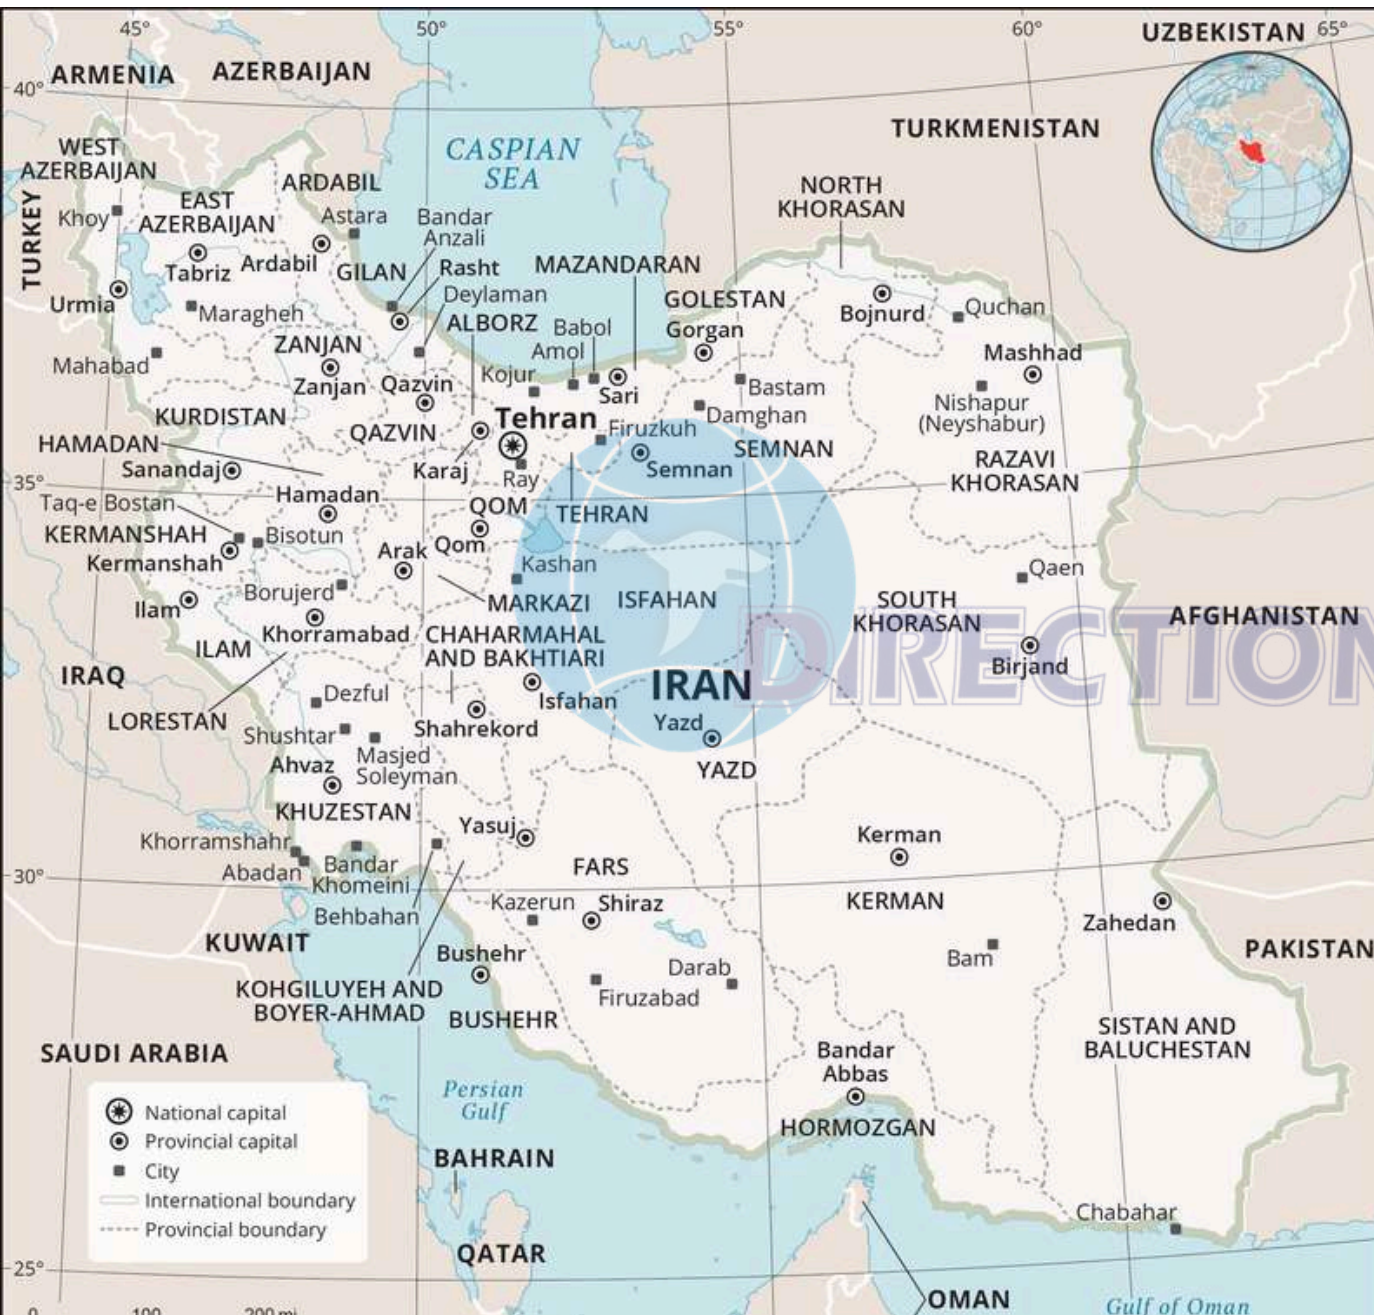 45°
50°
55°
60°
65°
UZBEKISTAN
ARMENIA
AZERBAIJAN
40°
CASPIAN
SEA
TURKMENISTAN
WEST
AZERBAIJAN
TURKEY
Khoy
EAST
AZERBAIJAN
ARDABIL
Astara
Bandar
Anzali
NORTH
KHORASAN
Tabriz
Ardabil
GILAN
Rasht
MAZANDARAN
Urmia
Maragheh
Deylaman
GOLESTAN
Gorgan
Bojnurd
Quchan
ALBORZ
Babol
Amol
ZANJAN
Zanjan
Mahabad
Qazvin
Kojur
Sari
Bastam
Mashhad
Nishapur
(Neyshabur)
KURDISTAN
QAZVIN
Tehran
Firuzkuh
Damghan
SEMNAN
HAMADAN
Sanandaj
Karaj
Ray
Semnan
RAZAVI
KHORASAN
35°
Taq-e Bostan
Hamadan
QOM
TEHRAN
KERMANSHAH
Bisotun
Kermanshah
Arak
Qom
Kashan
Qaen
Ilam
Borujerd
MARKAZI
ISFAHAN
SOUTH
KHORASAN
AFGHANISTAN
Khorramabad
ILAM
CHAHARMAHAL
AND BAKHTIARI
Birjand
DIRECTION
IRAQ
IRAN
LORESTAN
Dezful
Isfahan
Shushtar
Shahrekord
Yazd
Masjed
Soleyman
Ahvaz
YAZD
KHUZESTAN
Yasuj
Kerman
Khorramshahr
Abadan
Bandar
Khomeini
FARS
30°
Behbahan
Kazerun
Shiraz
KERMAN
Zahedan
KUWAIT
Bushehr
Darab
Bam
PAKISTAN
KOHGILUYEH AND
BOYER-AHMAD
Firuzabad
BUSHEHR
SISTAN AND
BALUCHESTAN
SAUDI ARABIA
Bandar
Abbas
Persian
Gulf
HORMOZGAN
National capital
Provincial capital
City
International boundary
Provincial boundary
BAHRAIN
Chabahar
QATAR
25°
OMAN
Gulf of Oman
0 100 200 mi